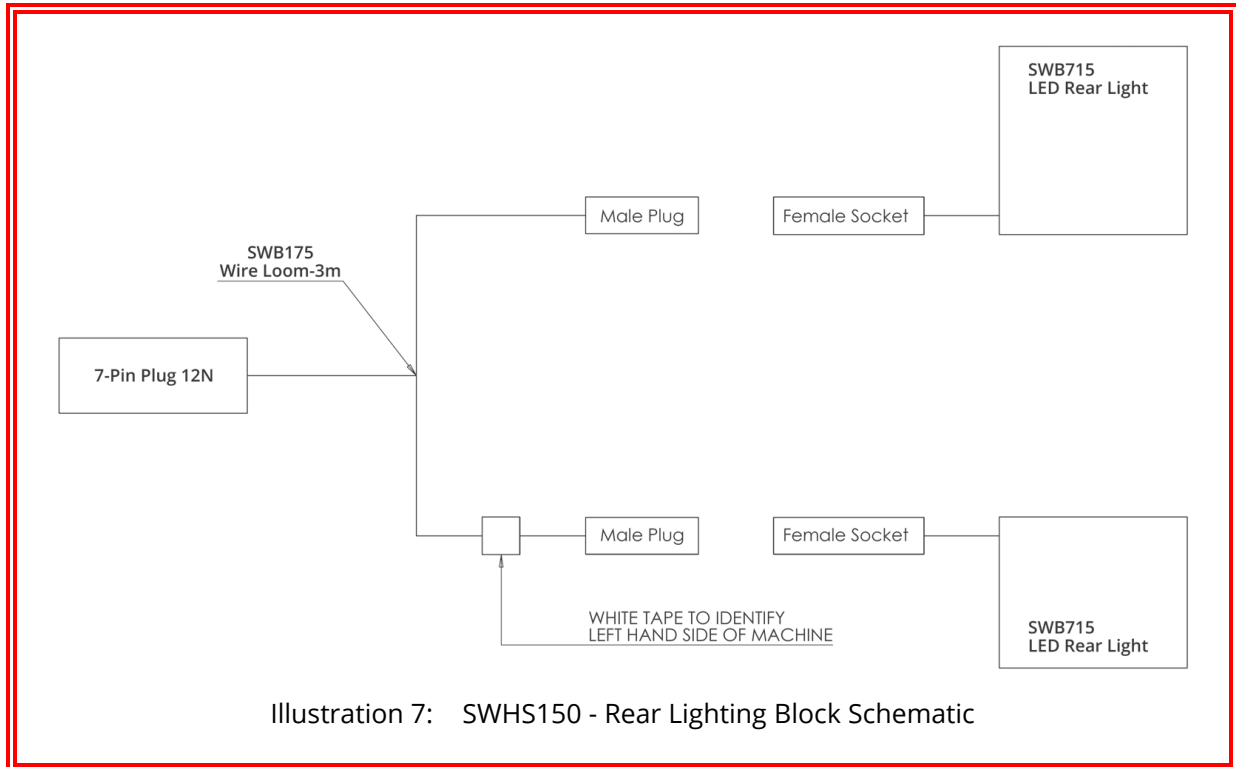 SWB715
LED Rear Light
Male Plug
Female Socket
SWB175
Wire Loom-3m
7-Pin Plug 12N
Male Plug
Female Socket
WHITE TAPE TO IDENTIFY
LEFT HAND SIDE OF MACHINE
SWB715
LED Rear Light
Illustration 7: SWHS150 - Rear Lighting Block Schematic